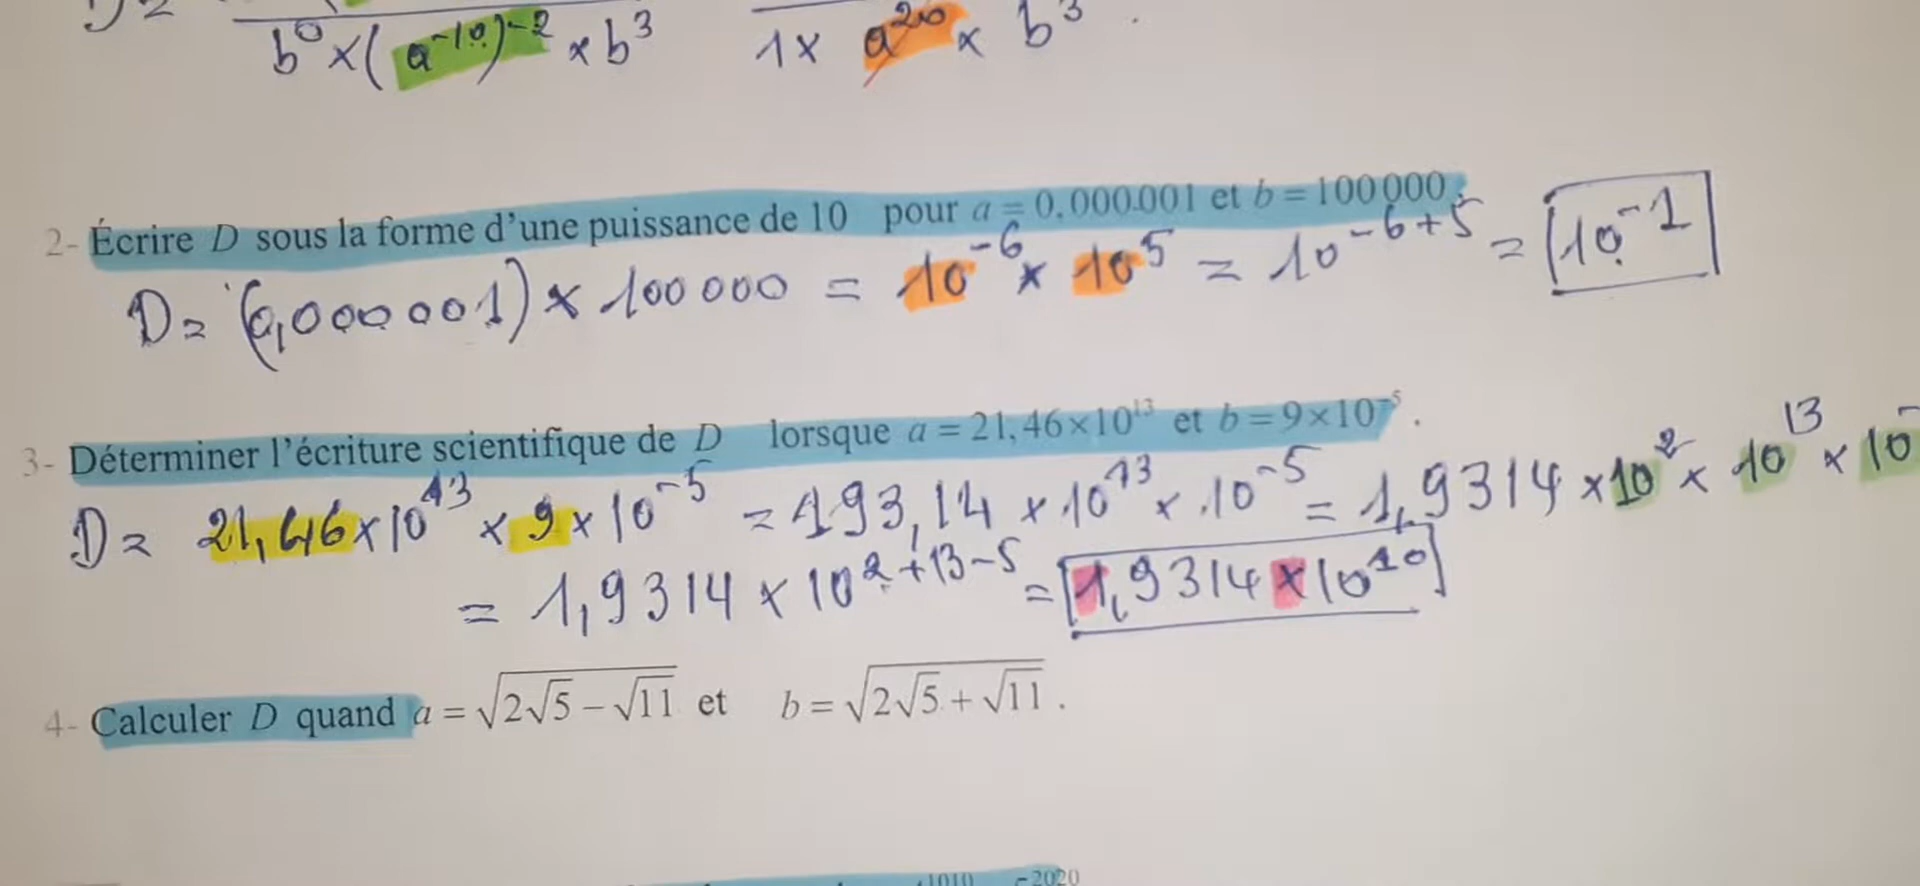 b⁰×(a⁻¹⁰)⁻² × b³ 1× a²⁰ × b³
2- Écrire D sous la forme d'une puissance de 10 pour a = 0,000.001 et b = 100000.
D = (0,000001) × 100 000 = 10⁻⁶ × 10⁵ = 10⁻⁶⁺⁵ = 10⁻¹
3- Déterminer l'écriture scientifique de D lorsque a = 21,46×10¹³ et b = 9×10⁻⁵.
D = 21,46×10¹³ × 9×10⁻⁵ = 193,14 × 10¹³ × 10⁻⁵ = 1,9314 ×10² × 10¹³ × 10⁻
= 1,9314 × 10²⁺¹³⁻⁵ = 1,9314×10¹⁰
4- Calculer D quand a = √(2√5 − √11) et b = √(2√5 + √11).
1010 −2020